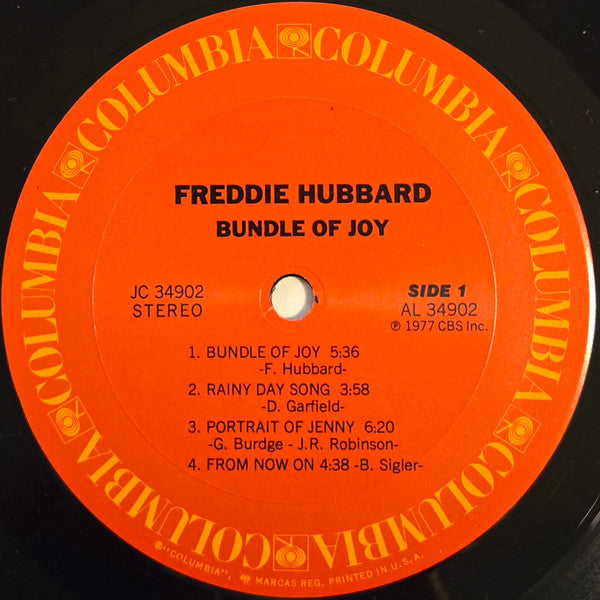 COLUMBIA COLUMBIA COLUMBIA COLUMBIA COLUMBIA COLUMBIA
FREDDIE HUBBARD
BUNDLE OF JOY
JC 34902
STEREO
SIDE 1
AL 34902
Ⓟ 1977 CBS Inc.
1. BUNDLE OF JOY 5:36
-F. Hubbard-
2. RAINY DAY SONG 3:58
-D. Garfield-
3. PORTRAIT OF JENNY 6:20
-G. Burdge - J.R. Robinson-
4. FROM NOW ON 4:38 -B. Sigler-
®"COLUMBIA", MARCAS REG. PRINTED IN U.S.A.